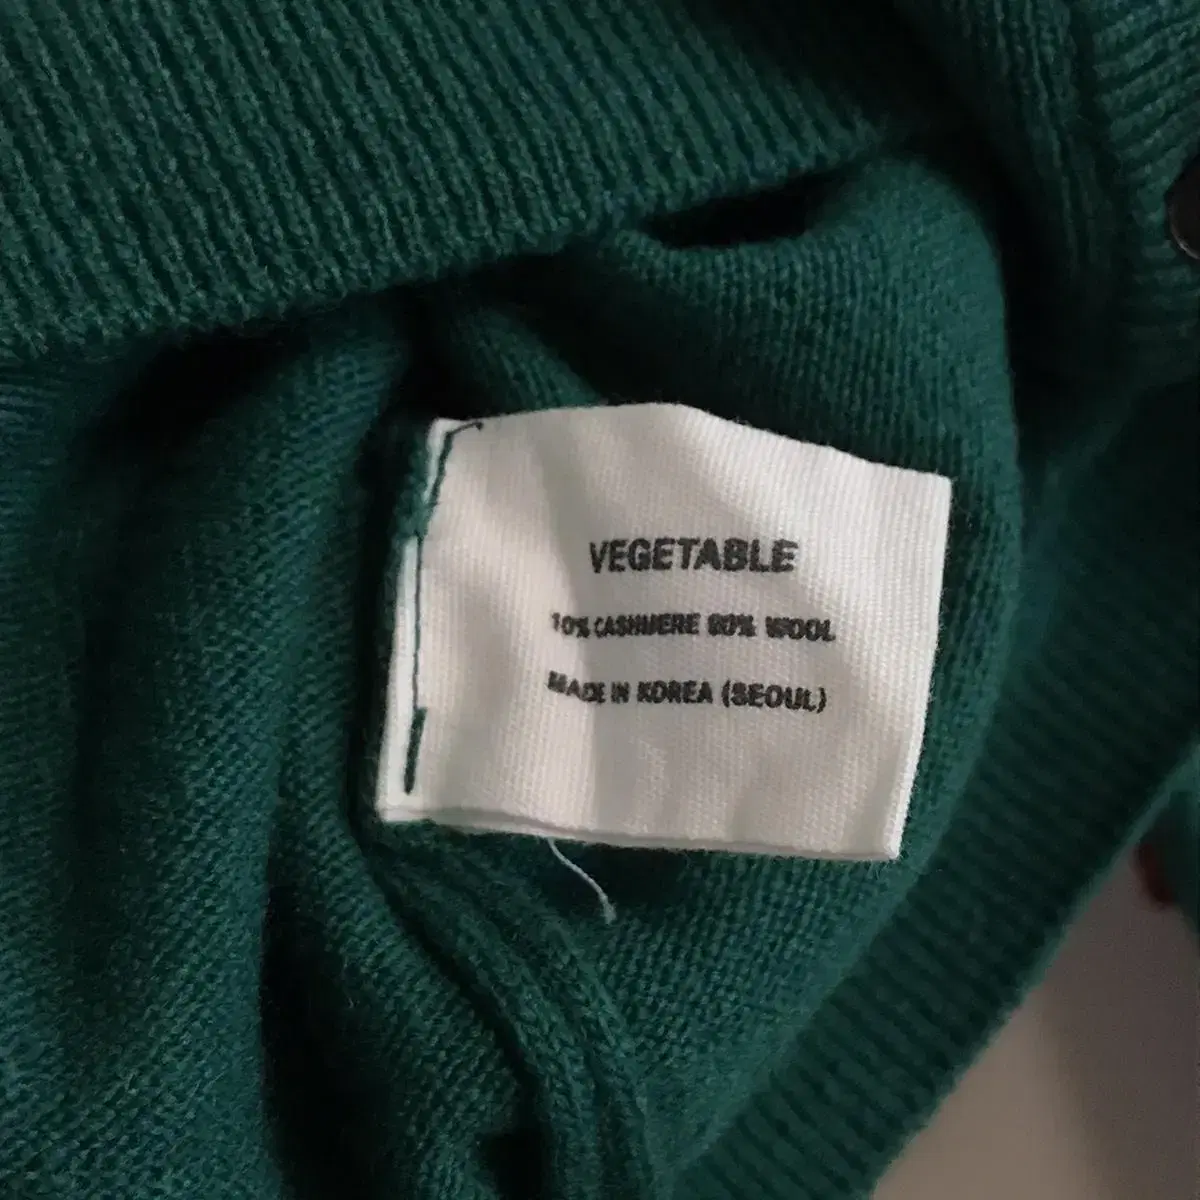 VEGETABLE
10% CASHMERE 90% WOOL
MADE IN KOREA (SEOUL)